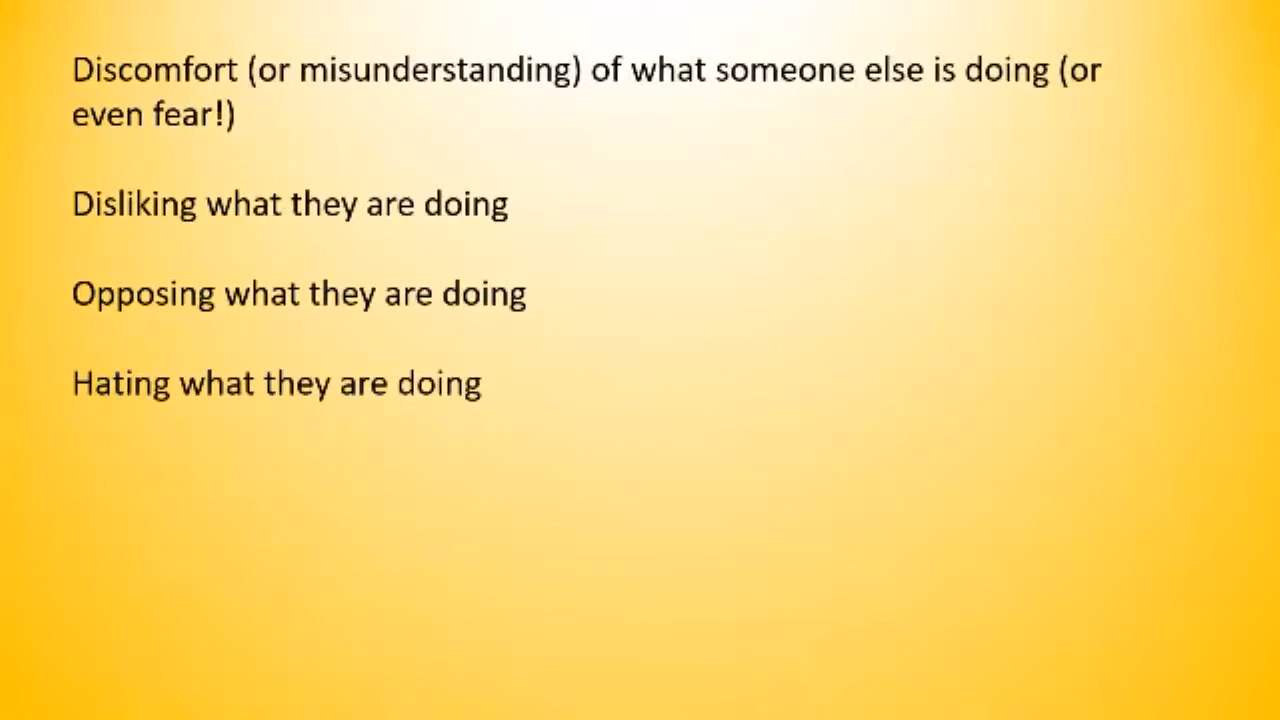 Discomfort (or misunderstanding) of what someone else is doing (or
even fear!)
Disliking what they are doing
Opposing what they are doing
Hating what they are doing